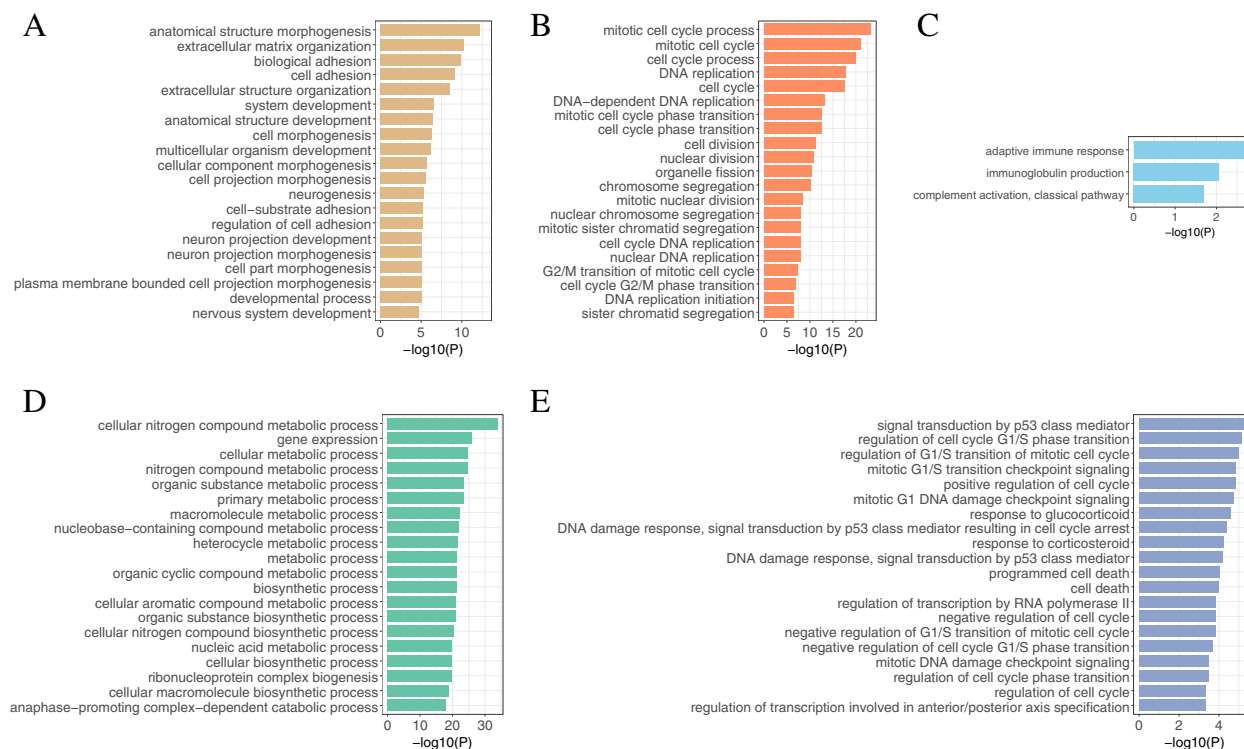 A
anatomical structure morphogenesis
extracellular matrix organization
biological adhesion
cell adhesion
extracellular structure organization
system development
anatomical structure development
cell morphogenesis
multicellular organism development
cellular component morphogenesis
cell projection morphogenesis
neurogenesis
cell−substrate adhesion
regulation of cell adhesion
neuron projection development
neuron projection morphogenesis
cell part morphogenesis
plasma membrane bounded cell projection morphogenesis
developmental process
nervous system development
0 5 10
−log10(P)
B
mitotic cell cycle process
mitotic cell cycle
cell cycle process
DNA replication
cell cycle
DNA−dependent DNA replication
mitotic cell cycle phase transition
cell cycle phase transition
cell division
nuclear division
organelle fission
chromosome segregation
mitotic nuclear division
nuclear chromosome segregation
mitotic sister chromatid segregation
cell cycle DNA replication
nuclear DNA replication
G2/M transition of mitotic cell cycle
cell cycle G2/M phase transition
DNA replication initiation
sister chromatid segregation
0 5 10 15 20
−log10(P)
C
adaptive immune response
immunoglobulin production
complement activation, classical pathway
0 1 2
−log10(P)
D
cellular nitrogen compound metabolic process
gene expression
cellular metabolic process
nitrogen compound metabolic process
organic substance metabolic process
primary metabolic process
macromolecule metabolic process
nucleobase−containing compound metabolic process
heterocycle metabolic process
metabolic process
organic cyclic compound metabolic process
biosynthetic process
cellular aromatic compound metabolic process
organic substance biosynthetic process
cellular nitrogen compound biosynthetic process
nucleic acid metabolic process
cellular biosynthetic process
ribonucleoprotein complex biogenesis
cellular macromolecule biosynthetic process
anaphase−promoting complex−dependent catabolic process
0 10 20 30
−log10(P)
E
signal transduction by p53 class mediator
regulation of cell cycle G1/S phase transition
regulation of G1/S transition of mitotic cell cycle
mitotic G1/S transition checkpoint signaling
positive regulation of cell cycle
mitotic G1 DNA damage checkpoint signaling
response to glucocorticoid
DNA damage response, signal transduction by p53 class mediator resulting in cell cycle arrest
response to corticosteroid
DNA damage response, signal transduction by p53 class mediator
programmed cell death
cell death
regulation of transcription by RNA polymerase II
negative regulation of cell cycle
negative regulation of G1/S transition of mitotic cell cycle
negative regulation of cell cycle G1/S phase transition
mitotic DNA damage checkpoint signaling
regulation of cell cycle phase transition
regulation of cell cycle
regulation of transcription involved in anterior/posterior axis specification
0 2 4
−log10(P)